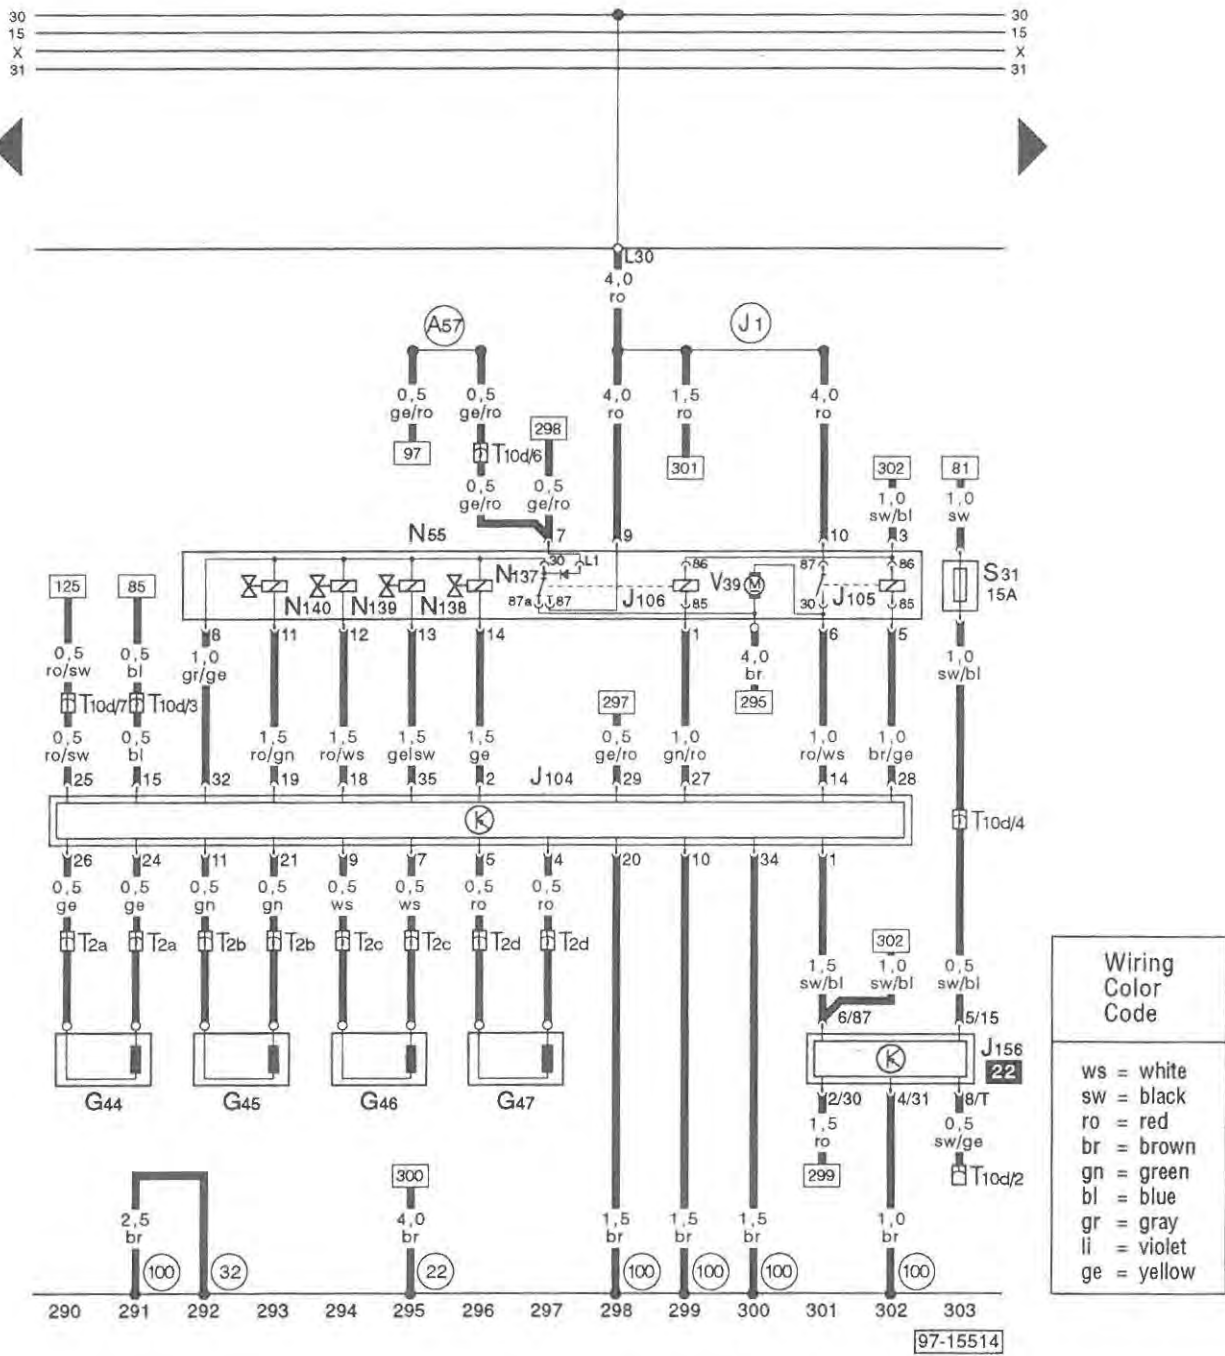 30 30
15 15
X X
31 31
L30
4,0
ro
A57 J1
0,5 0,5 4,0 1,5 4,0
ge/ro ge/ro ro ro ro
298
97 T10d/6 301 302 81
0,5 0,5 1,0 1,0
ge/ro ge/ro sw/bl sw
N55 7 9 10 3
30 L1 86 87 86
N137 V39 M S31
125 85 15A
N140 N139 N138 87a 87 J106 85 30 J105 85
8 11 12 13 14 1 6 5
0,5 0,5 1,0 4,0 1,0
ro/sw bl gr/ge br sw/bl
T10d/7 T10d/3 297 295
0,5 0,5 1,5 1,5 1,5 1,5 0,5 1,0 1,0 1,0
ro/sw bl ro/gn ro/ws ge/sw ge ge/ro gn/ro ro/ws br/ge
25 15 32 19 18 35 2 J104 29 27 14 28
T10d/4
26 24 11 21 9 7 5 4 20 10 34 1
0,5 0,5 0,5 0,5 0,5 0,5 0,5 0,5
ge ge gn gn ws ws ro ro
T2a T2a T2b T2b T2c T2c T2d T2d 302
1,5 1,0 0,5
sw/bl sw/bl sw/bl
6/87 5/15
J156
22
G44 G45 G46 G47
2/30 4/31 8/T
1,5 0,5
ro sw/ge
300 299 T10d/2
2,5 4,0 1,5 1,5 1,5 1,0
br br br br br br
100 32 22 100 100 100 100
290 291 292 293 294 295 296 297 298 299 300 301 302 303
97-15514
Wiring
Color
Code
ws = white
sw = black
ro = red
br = brown
gn = green
bl = blue
gr = gray
li = violet
ge = yellow